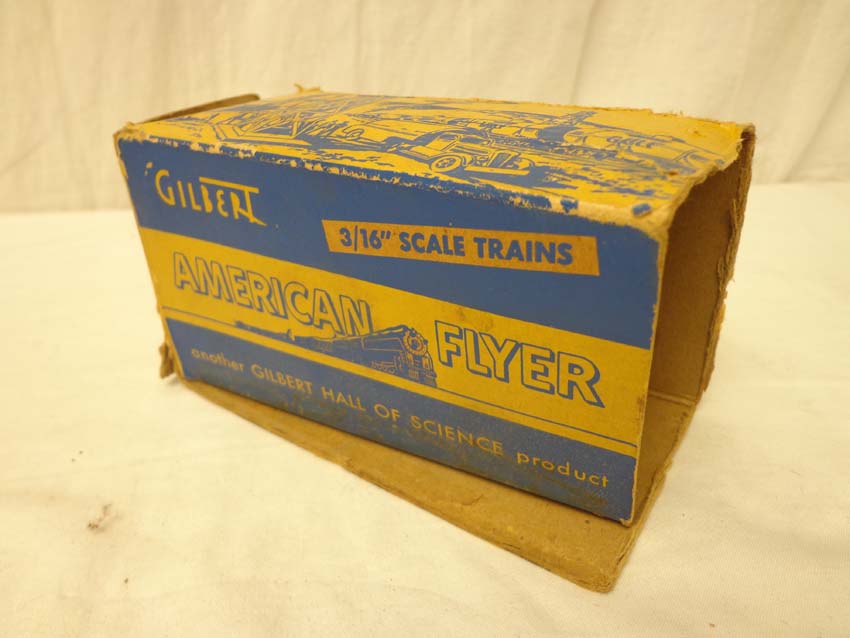 GILBERT
3/16" SCALE TRAINS
AMERICAN FLYER
another GILBERT HALL OF SCIENCE product